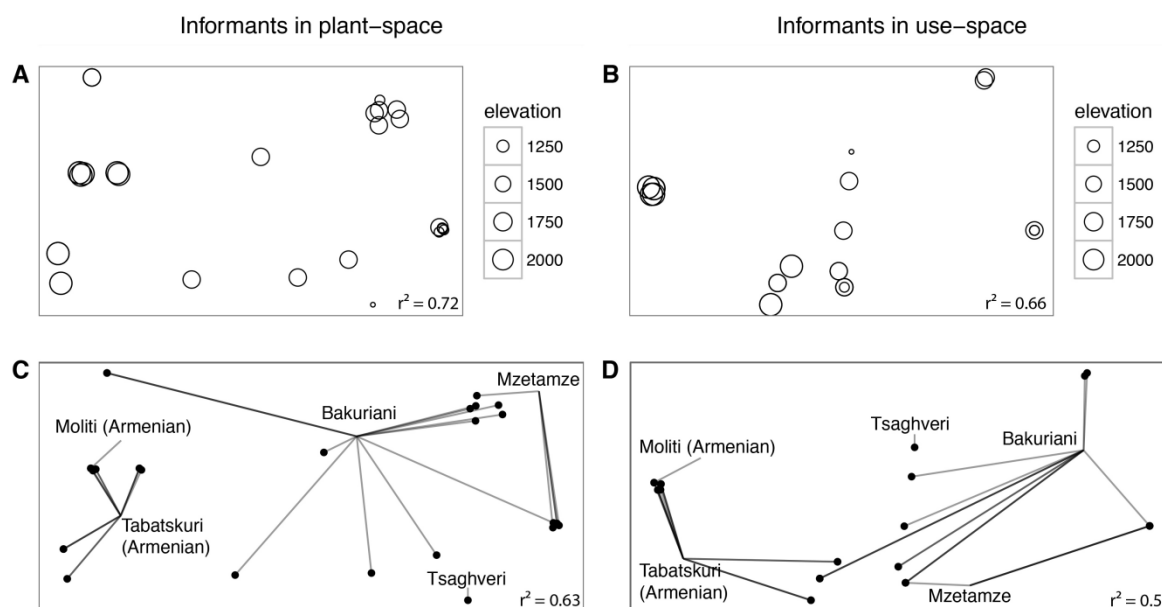 Informants in plant-space
Informants in use-space
A
elevation
1250
1500
1750
2000
r² = 0.72
B
elevation
1250
1500
1750
2000
r² = 0.66
C
Mzetamze
Bakuriani
Moliti (Armenian)
Tabatskuri
(Armenian)
Tsaghveri
r² = 0.63
D
Tsaghveri
Bakuriani
Moliti (Armenian)
Tabatskuri
(Armenian)
Mzetamze
r² = 0.5